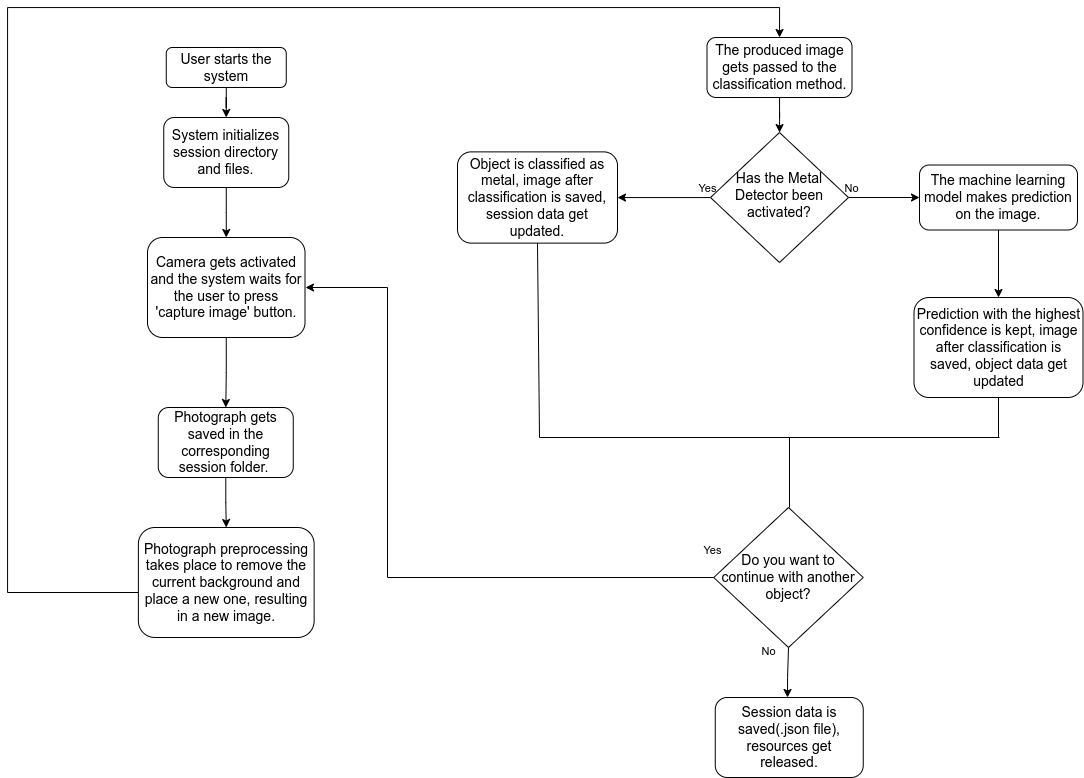 User starts the
system
System initializes
session directory
and files.
Camera gets activated
and the system waits for
the user to press
'capture image' button.
Photograph gets
saved in the
corresponding
session folder.
Photograph preprocessing
takes place to remove the
current background and
place a new one, resulting
in a new image.
The produced image
gets passed to the
classification method.
Has the Metal
Detector been
activated?
Yes
No
Object is classified as
metal, image after
classification is saved,
session data get
updated.
The machine learning
model makes prediction
on the image.
Prediction with the highest
confidence is kept, image
after classification is
saved, object data get
updated
Do you want to
continue with another
object?
Yes
No
Session data is
saved(.json file),
resources get
released.